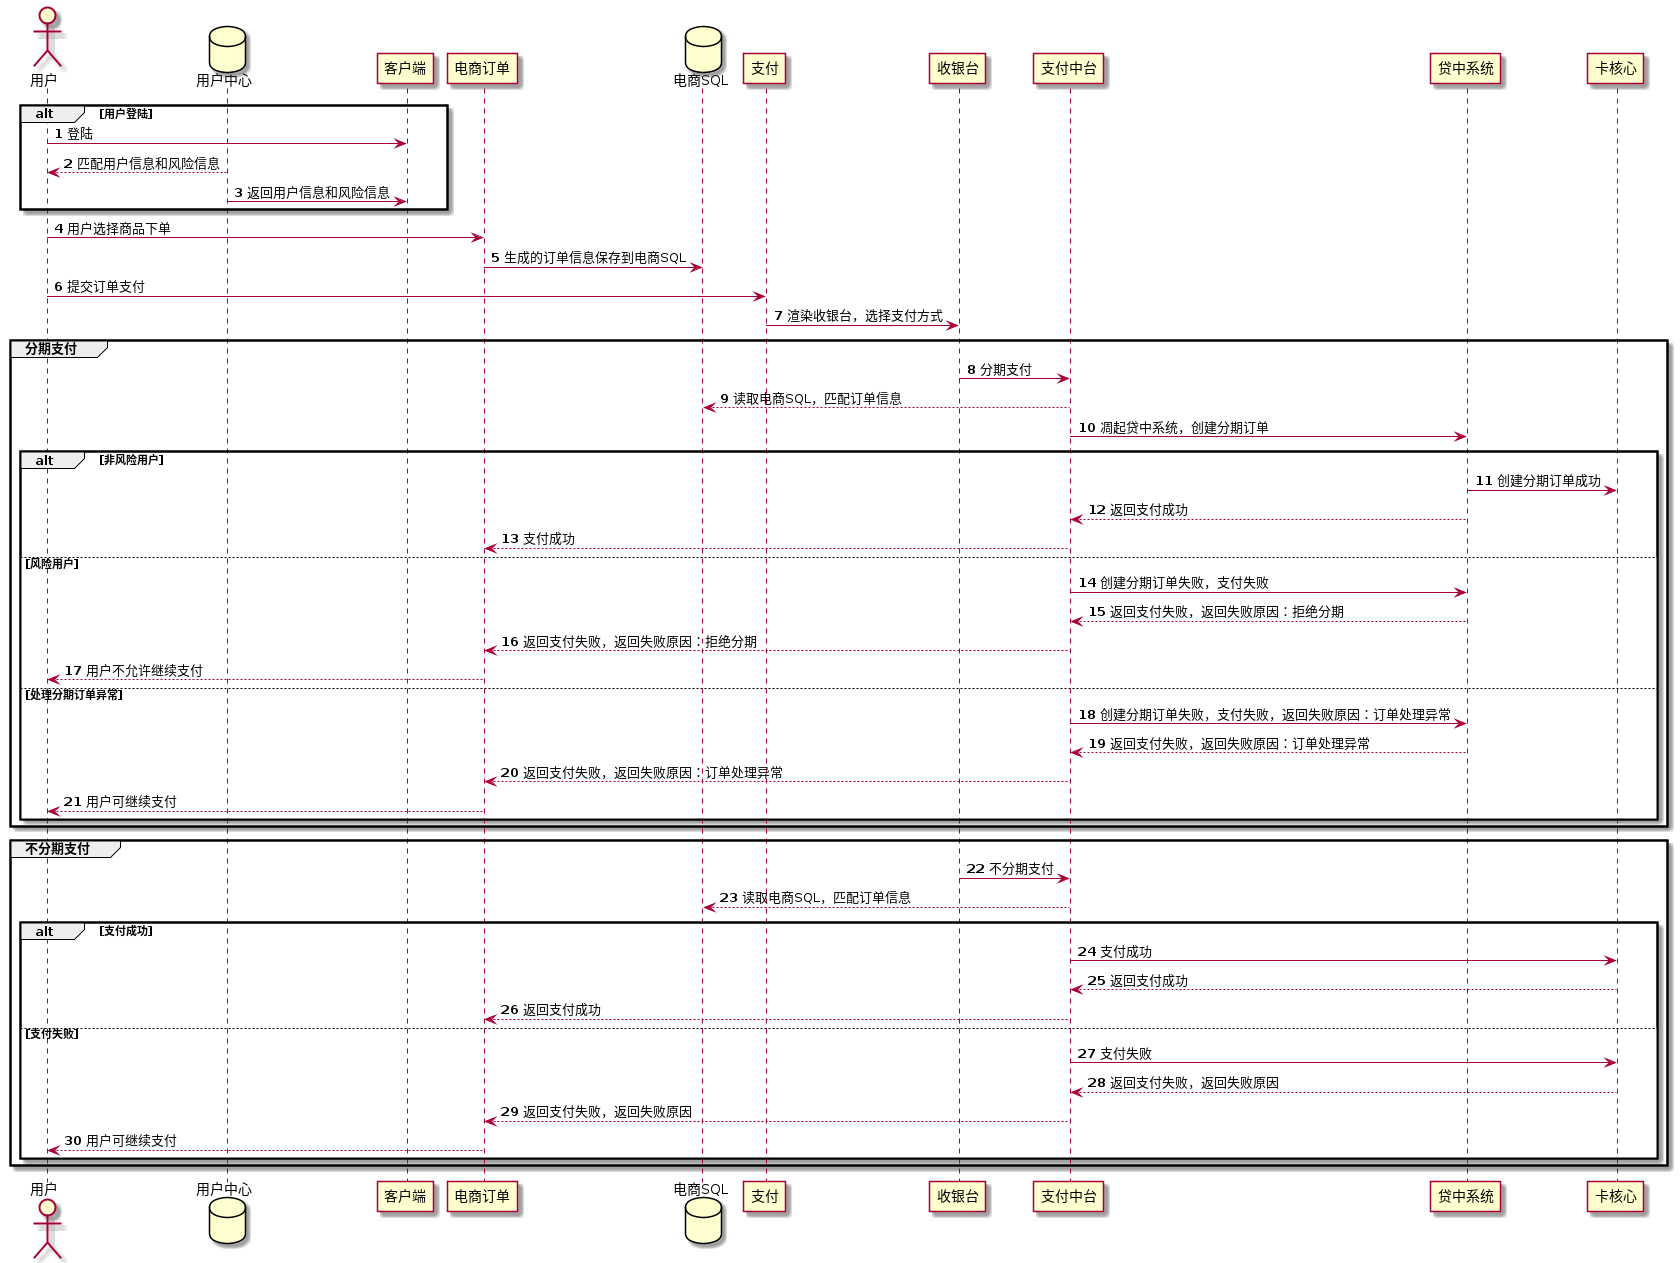 用户
用户中心
客户端
电商订单
电商SQL
支付
收银台
支付中台
贷中系统
卡核心
alt [用户登陆]
1 登陆
2 匹配用户信息和风险信息
3 返回用户信息和风险信息
4 用户选择商品下单
5 生成的订单信息保存到电商SQL
6 提交订单支付
7 渲染收银台，选择支付方式
分期支付
8 分期支付
9 读取电商SQL，匹配订单信息
10 凋起贷中系统，创建分期订单
alt [非风险用户]
11 创建分期订单成功
12 返回支付成功
13 支付成功
[风险用户]
14 创建分期订单失败，支付失败
15 返回支付失败，返回失败原因：拒绝分期
16 返回支付失败，返回失败原因：拒绝分期
17 用户不允许继续支付
[处理分期订单异常]
18 创建分期订单失败，支付失败，返回失败原因：订单处理异常
19 返回支付失败，返回失败原因：订单处理异常
20 返回支付失败，返回失败原因：订单处理异常
21 用户可继续支付
不分期支付
22 不分期支付
23 读取电商SQL，匹配订单信息
alt [支付成功]
24 支付成功
25 返回支付成功
26 返回支付成功
[支付失败]
27 支付失败
28 返回支付失败，返回失败原因
29 返回支付失败，返回失败原因
30 用户可继续支付
用户
用户中心
客户端
电商订单
电商SQL
支付
收银台
支付中台
贷中系统
卡核心